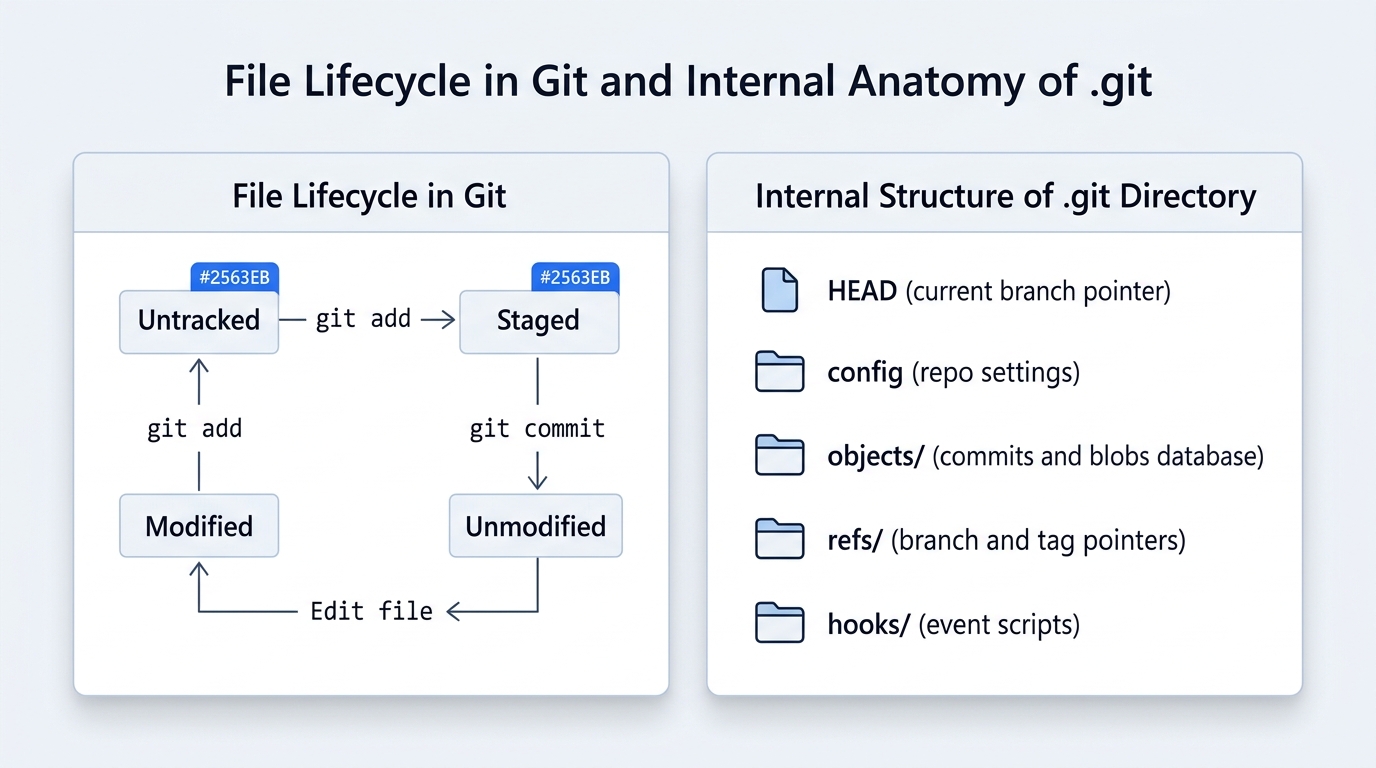 File Lifecycle in Git and Internal Anatomy of .git
File Lifecycle in Git
#2563EB
#2563EB
Untracked
git add
Staged
git add
git commit
Modified
Unmodified
Edit file
Internal Structure of .git Directory
HEAD (current branch pointer)
config (repo settings)
objects/ (commits and blobs database)
refs/ (branch and tag pointers)
hooks/ (event scripts)